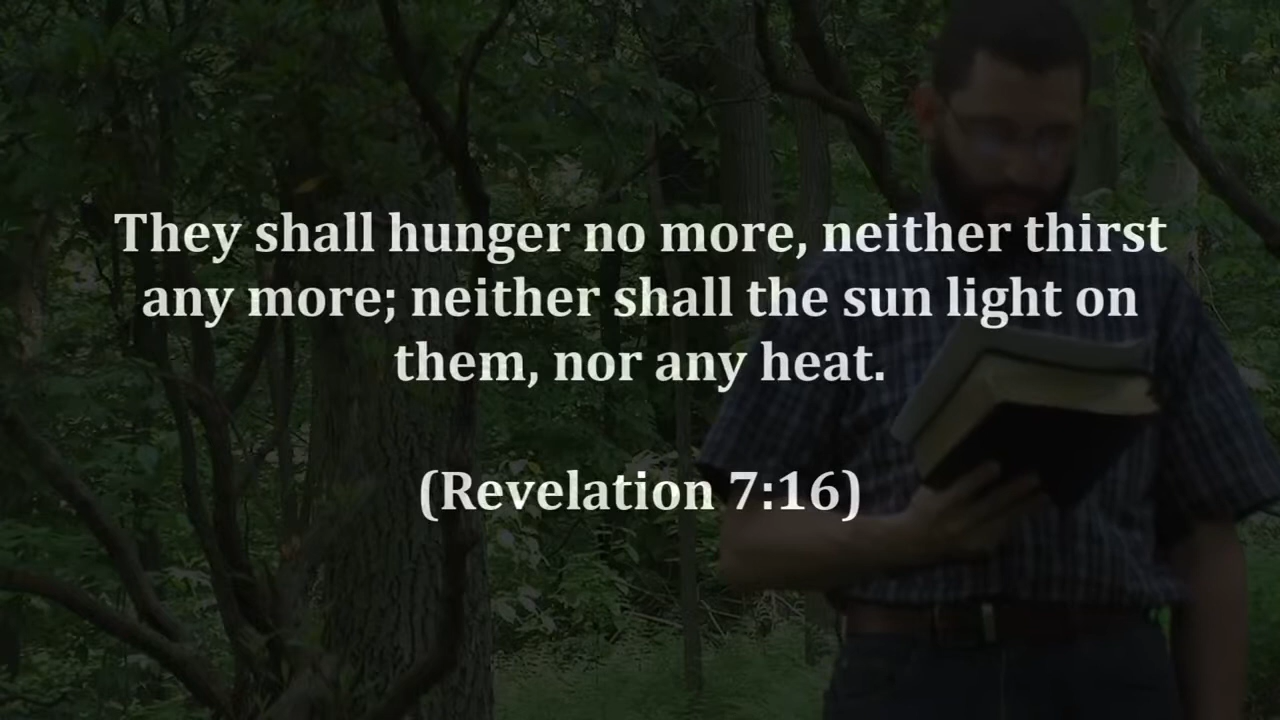 They shall hunger no more, neither thirst
any more; neither shall the sun light on
them, nor any heat.
(Revelation 7:16)